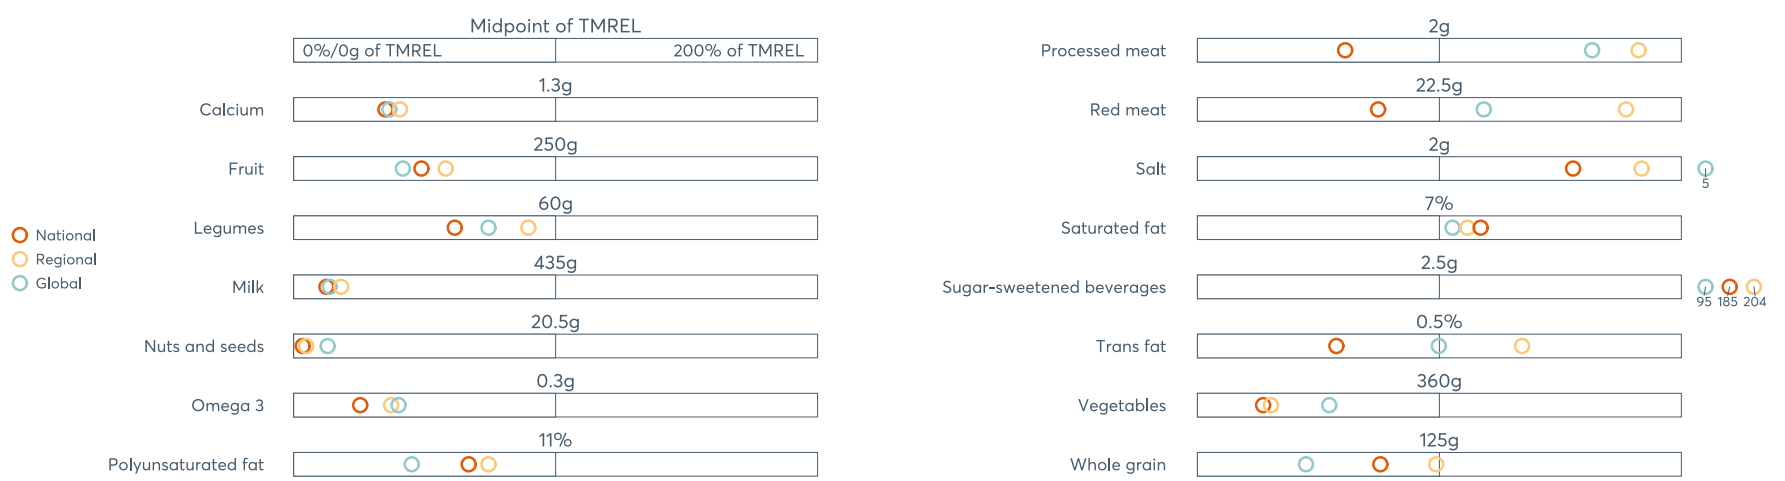 Midpoint of TMREL
0%/0g of TMREL 200% of TMREL
1.3g
Calcium
250g
Fruit
60g
Legumes
435g
Milk
20.5g
Nuts and seeds
0.3g
Omega 3
11%
Polyunsaturated fat
National
Regional
Global
2g
Processed meat
22.5g
Red meat
2g
Salt
5
7%
Saturated fat
2.5g
Sugar-sweetened beverages
95 185 204
0.5%
Trans fat
360g
Vegetables
125g
Whole grain